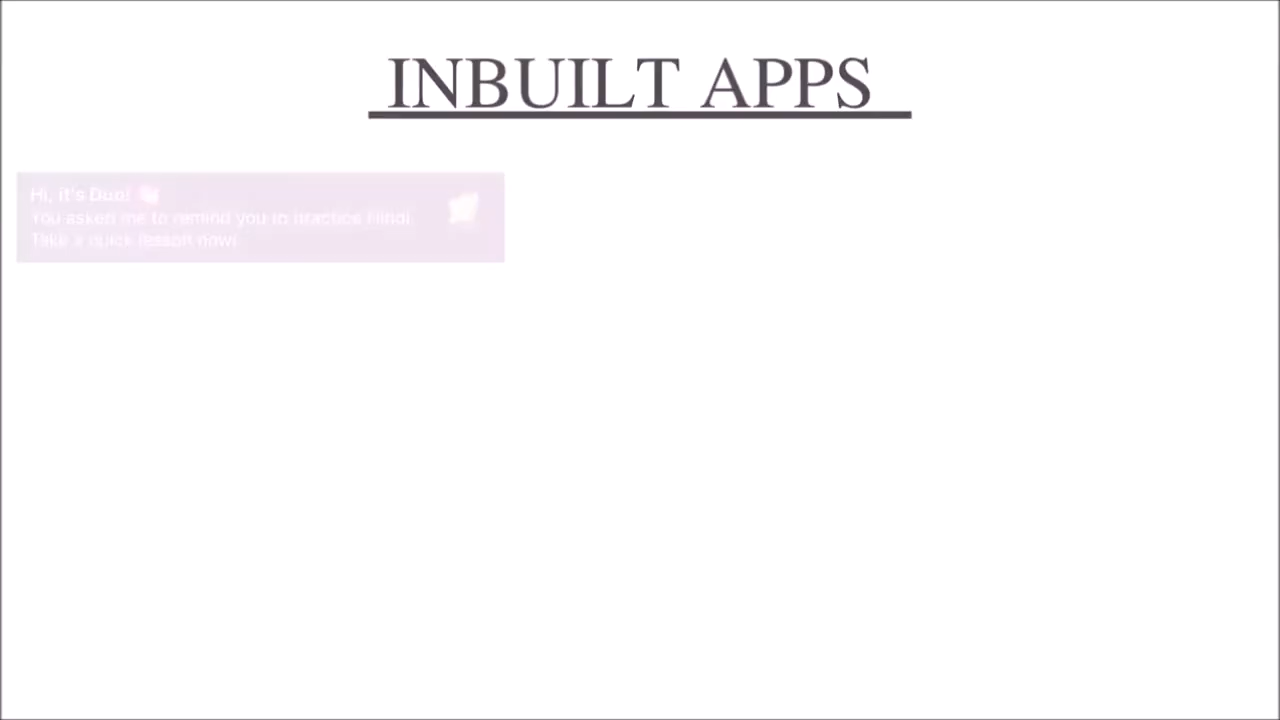 INBUILT APPS
Hi, it's Duo! 👋
You asked me to remind you to practice Hindi.
Take a quick lesson now!